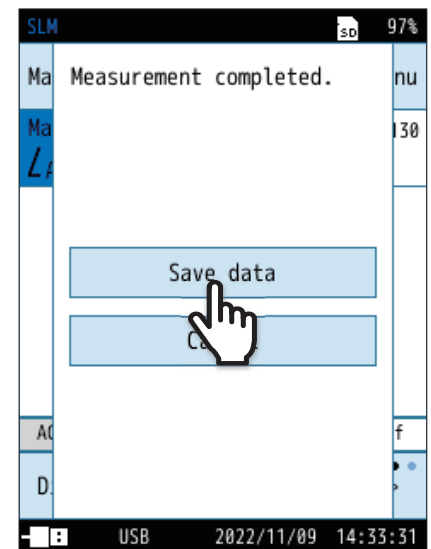 SLM SD 97%
Ma Measurement completed. nu
Ma 130
Save data
AC f
USB 2022/11/09 14:33:31